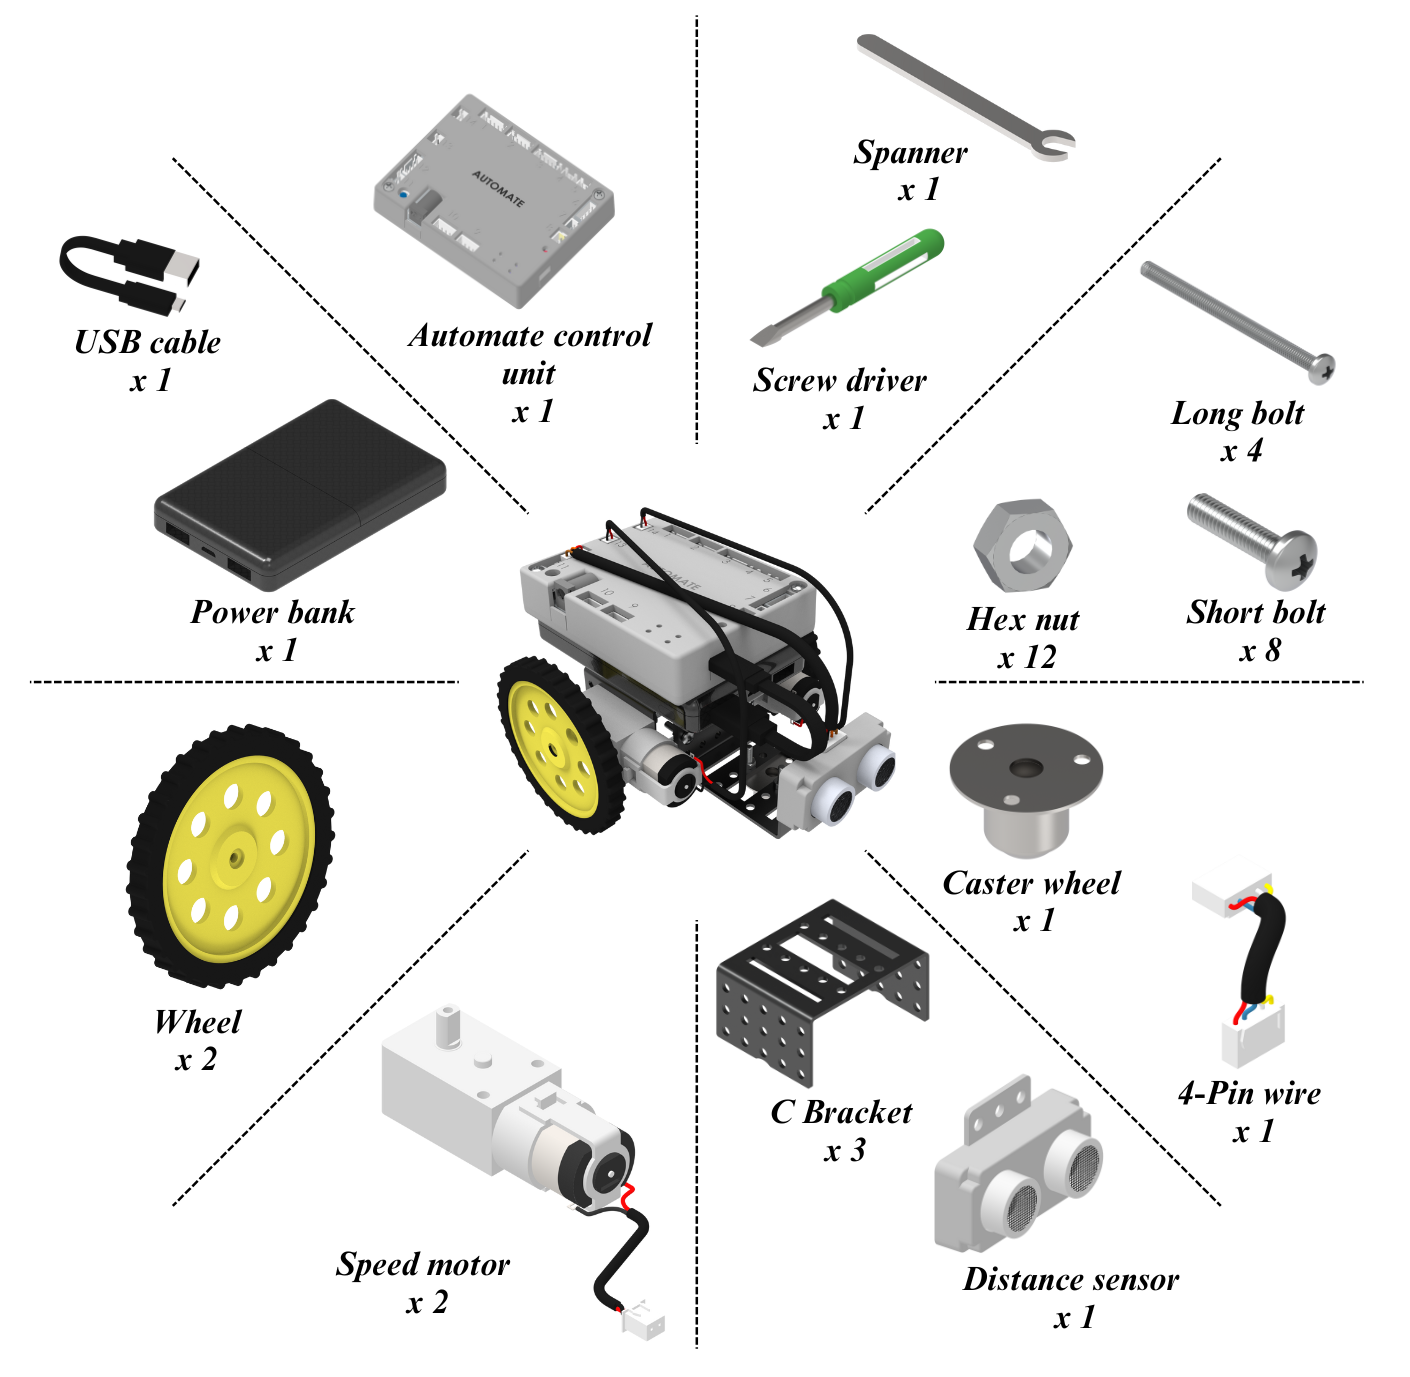 Spanner
x 1
AUTOMATE
USB cable
x 1
Automate control
unit
x 1
Screw driver
x 1
Long bolt
x 4
Power bank
x 1
Hex nut
x 12
Short bolt
x 8
Wheel
x 2
Caster wheel
x 1
C Bracket
x 3
4-Pin wire
x 1
Speed motor
x 2
Distance sensor
x 1